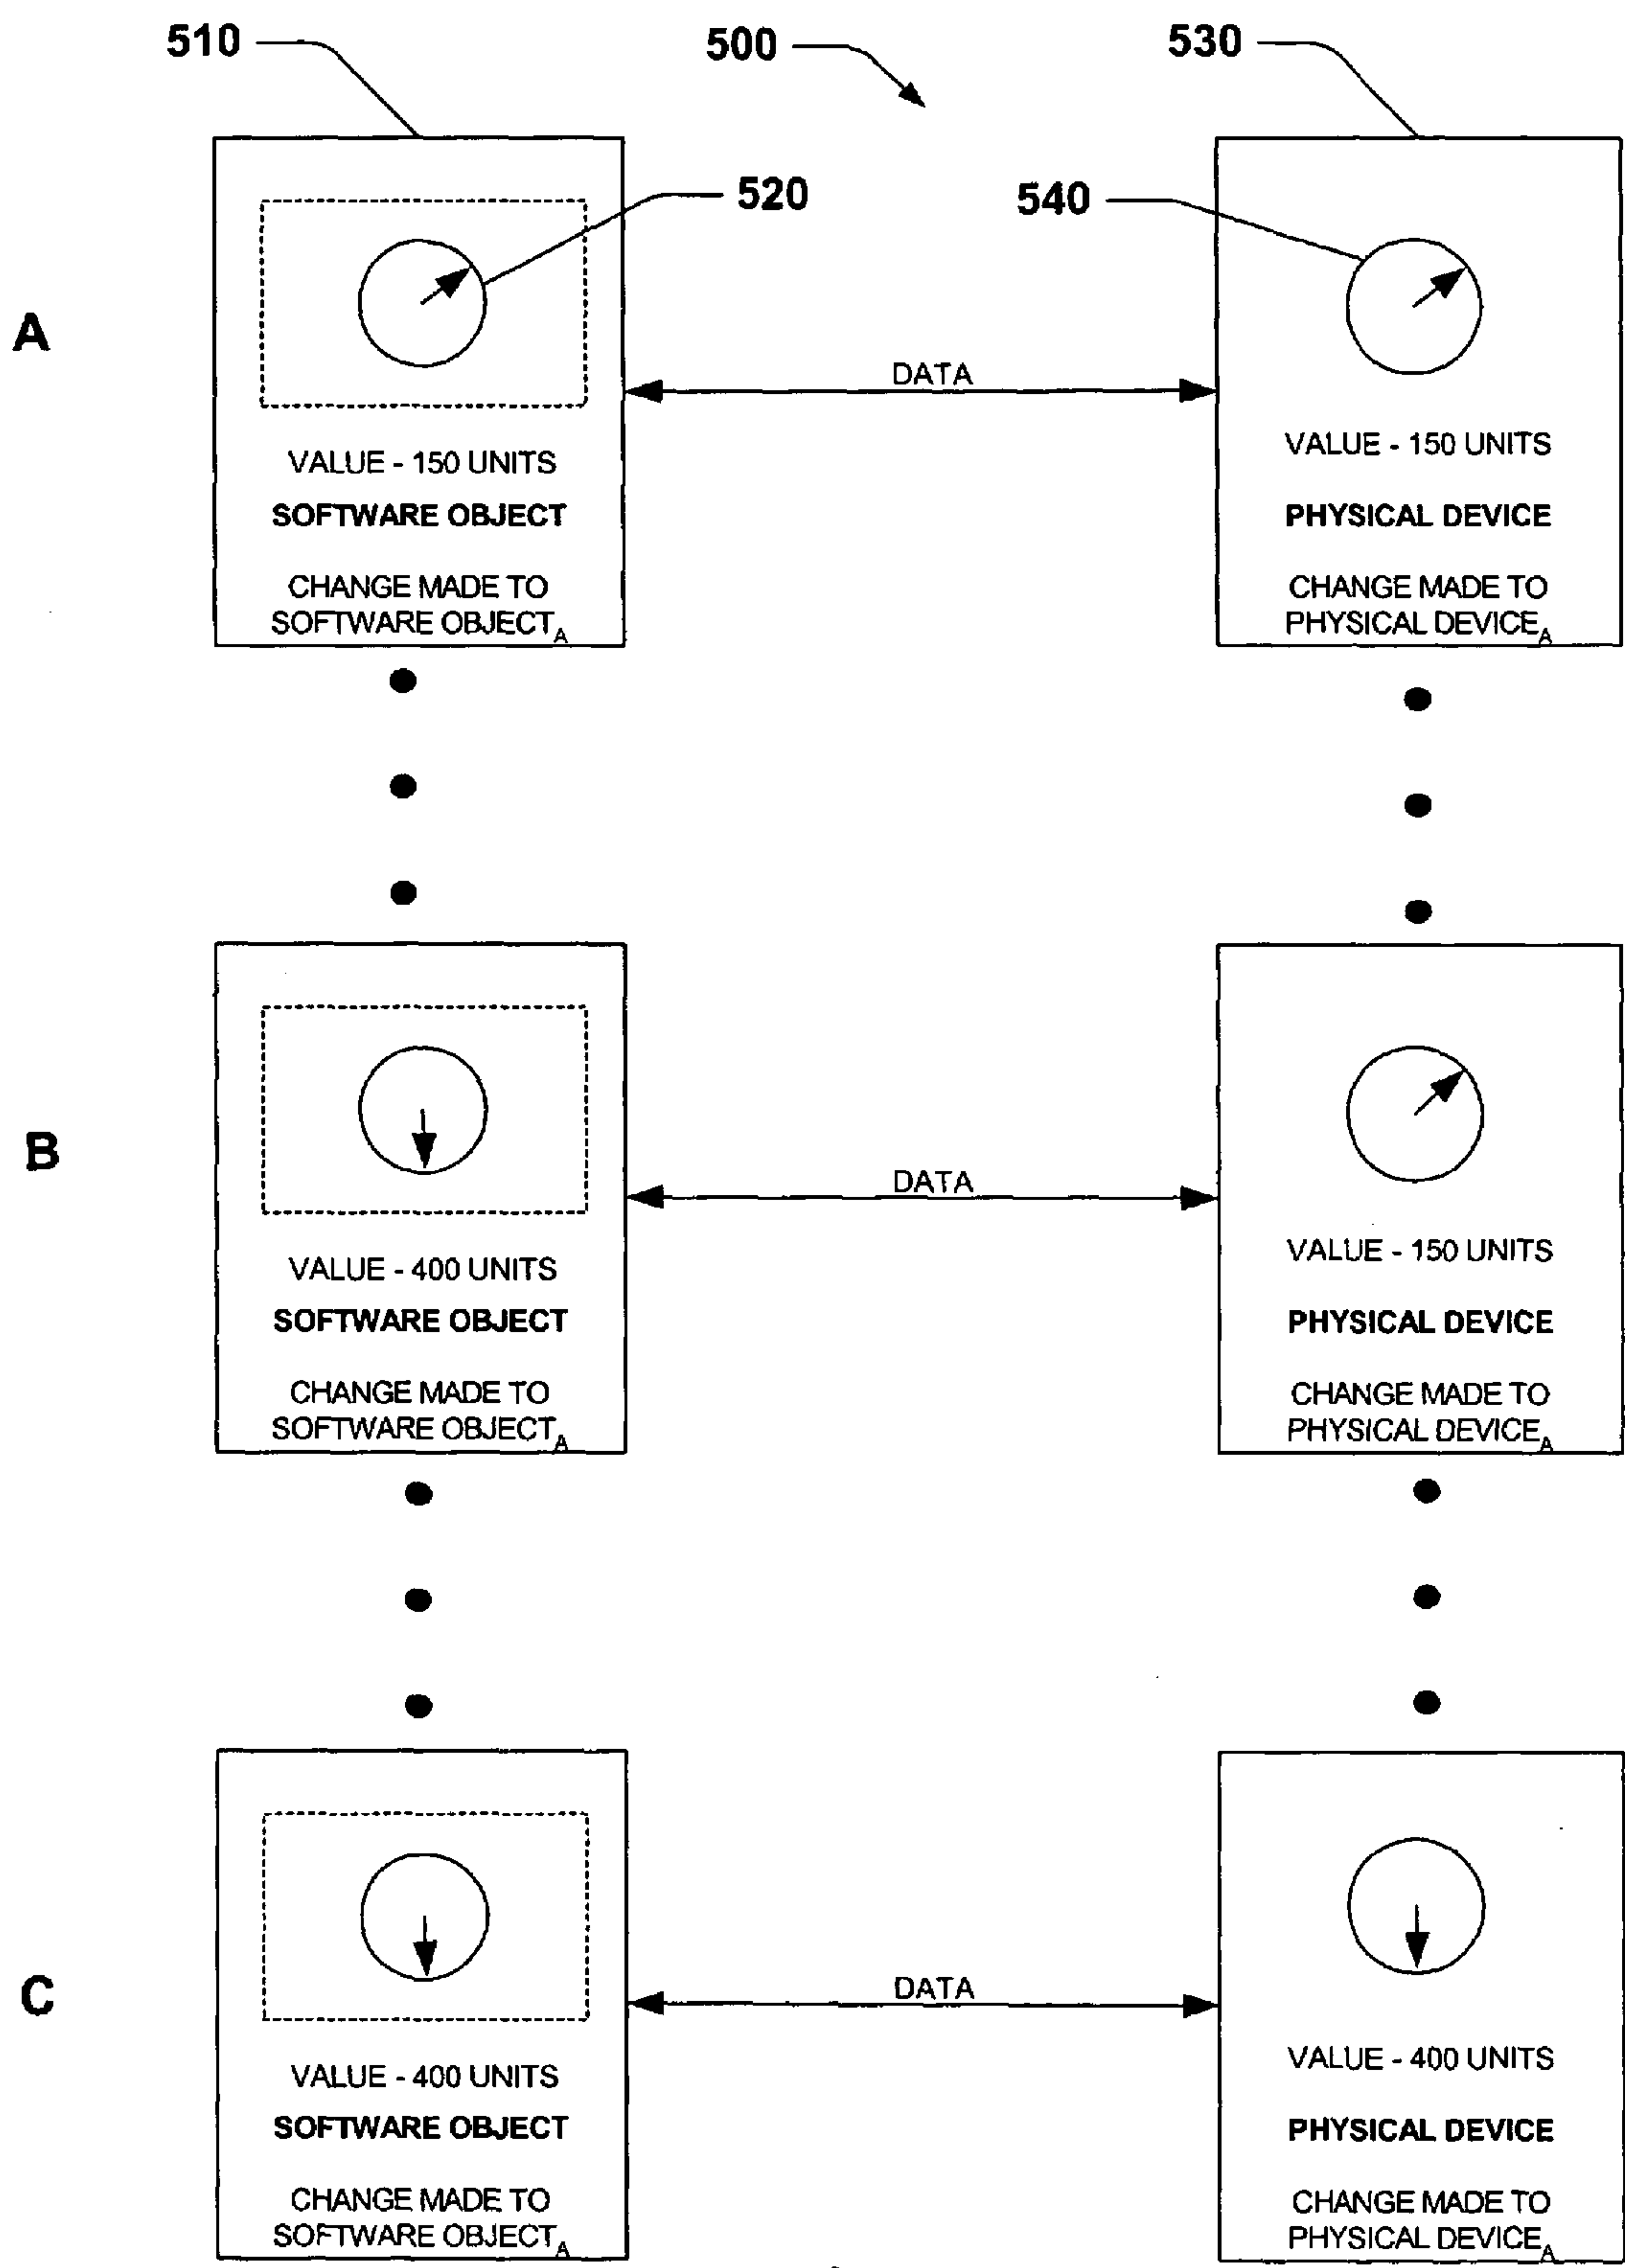 510
500
530
520
540
A
DATA
VALUE - 150 UNITS
SOFTWARE OBJECT
CHANGE MADE TO
SOFTWARE OBJECTA
VALUE - 150 UNITS
PHYSICAL DEVICE
CHANGE MADE TO
PHYSICAL DEVICEA
B
DATA
VALUE - 400 UNITS
SOFTWARE OBJECT
CHANGE MADE TO
SOFTWARE OBJECTA
VALUE - 150 UNITS
PHYSICAL DEVICE
CHANGE MADE TO
PHYSICAL DEVICEA
C
DATA
VALUE - 400 UNITS
SOFTWARE OBJECT
CHANGE MADE TO
SOFTWARE OBJECTA
VALUE - 400 UNITS
PHYSICAL DEVICE
CHANGE MADE TO
PHYSICAL DEVICEA